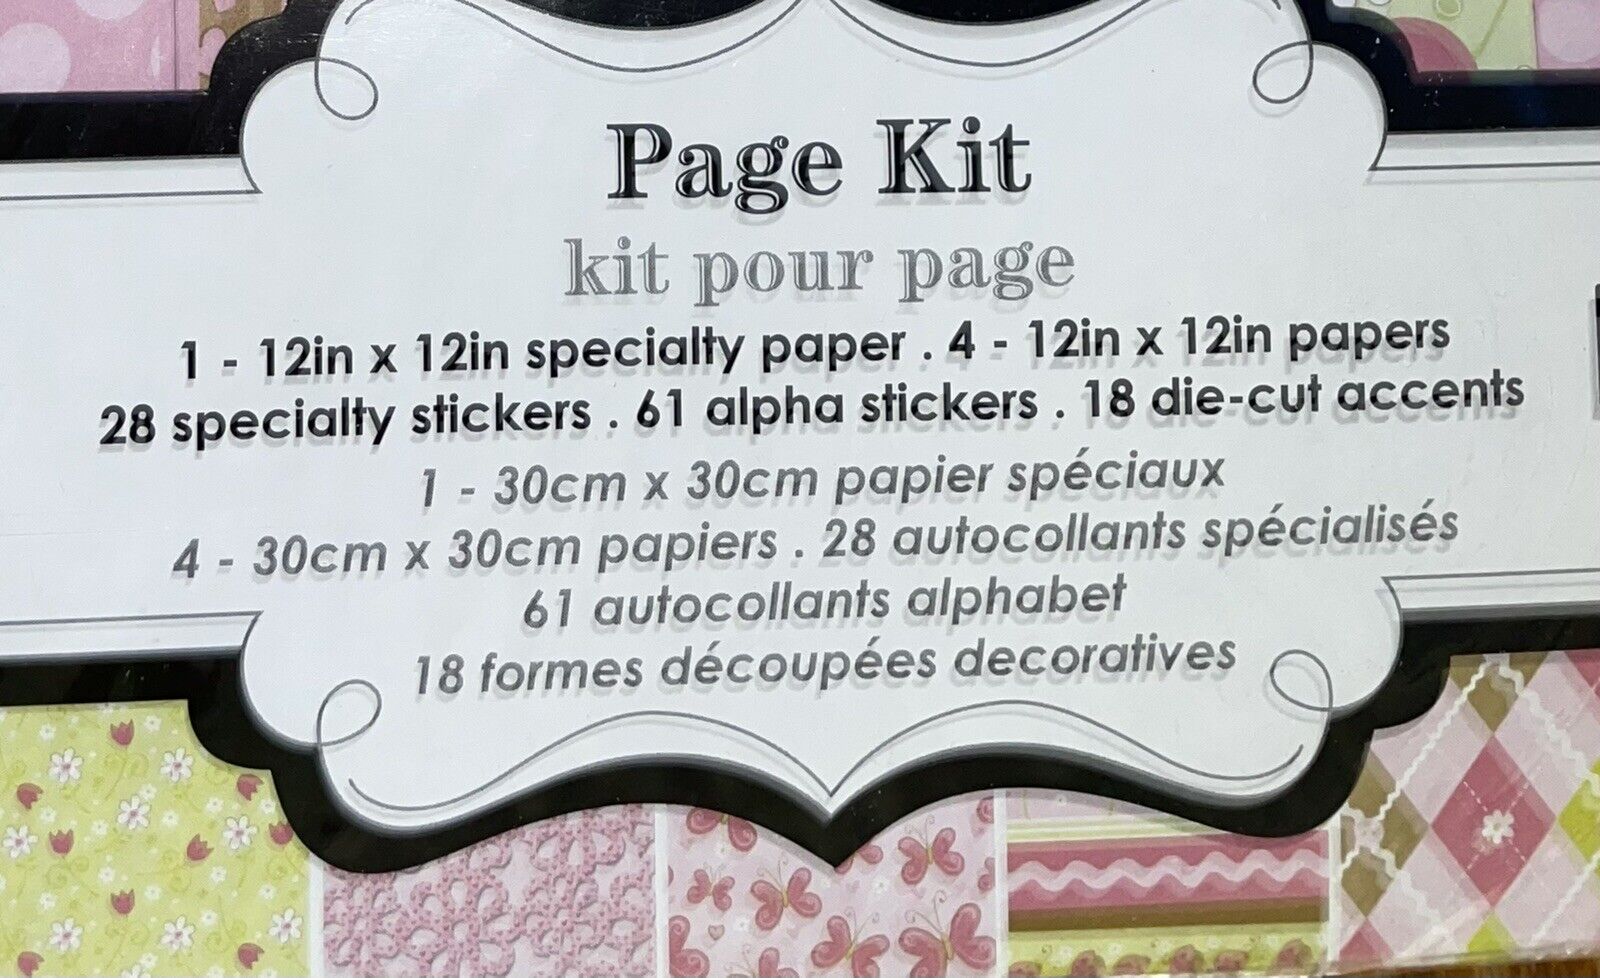 Page Kit
kit pour page
1 - 12in x 12in specialty paper . 4 - 12in x 12in papers
28 specialty stickers . 61 alpha stickers . 18 die-cut accents
1 - 30cm x 30cm papier spéciaux
4 - 30cm x 30cm papiers . 28 autocollants spécialisés
61 autocollants alphabet
18 formes découpées decoratives